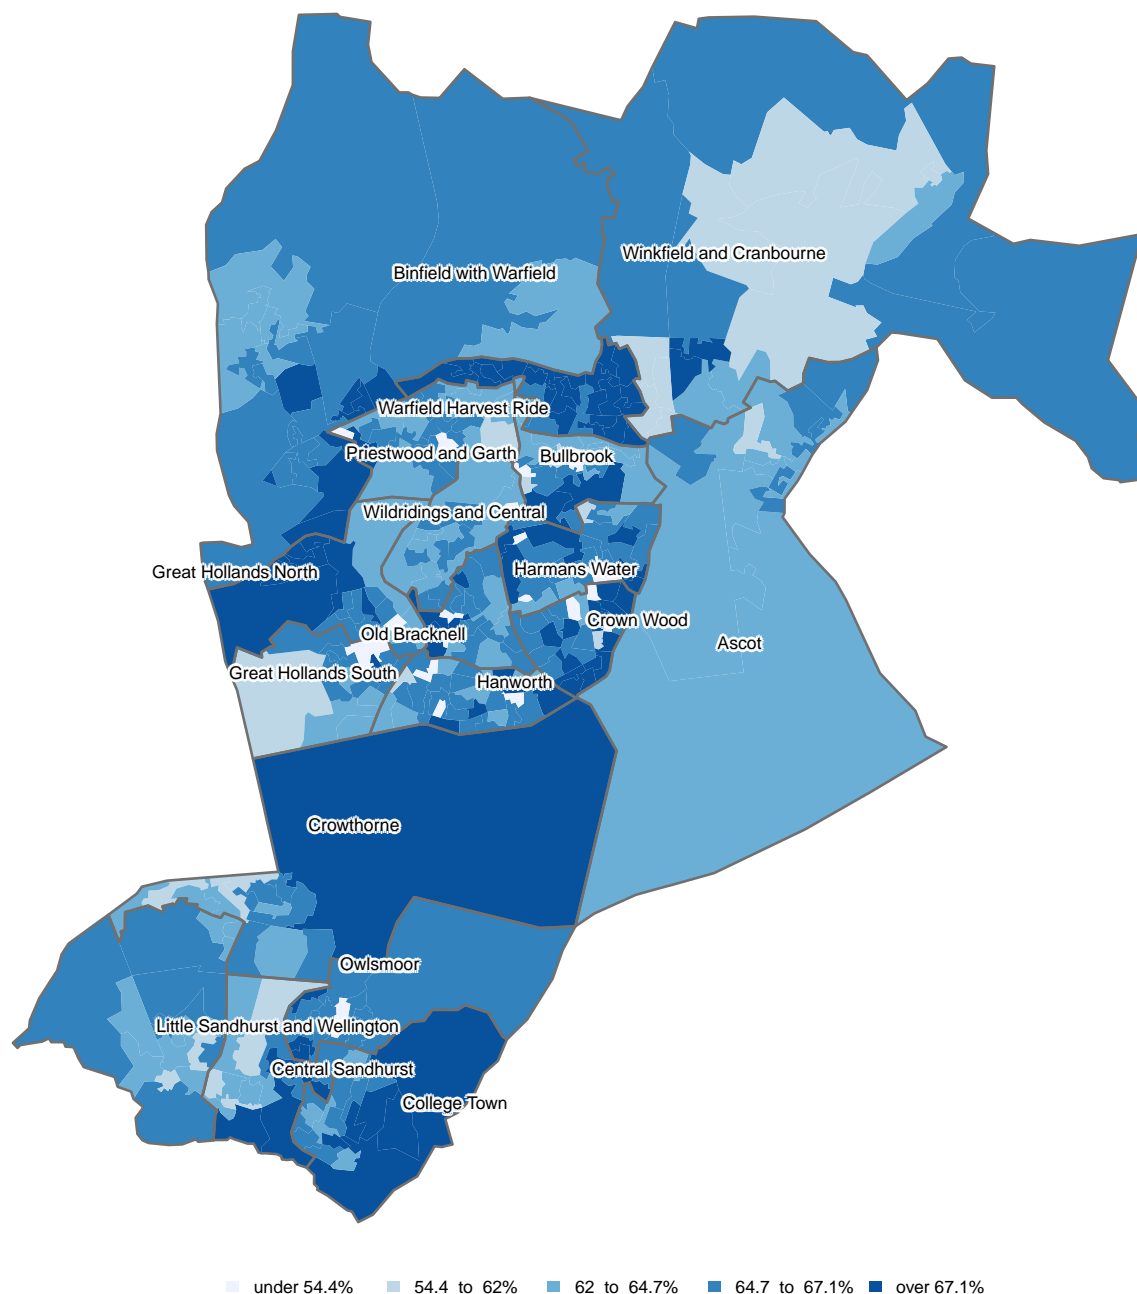 Winkfield and Cranbourne
Binfield with Warfield
Warfield Harvest Ride
Priestwood and Garth
Bullbrook
Wildridings and Central
Great Hollands North
Harmans Water
Crown Wood
Old Bracknell
Ascot
Great Hollands South
Hanworth
Crowthorne
Owlsmoor
Little Sandhurst and Wellington
Central Sandhurst
College Town
under 54.4% 54.4 to 62% 62 to 64.7% 64.7 to 67.1% over 67.1%